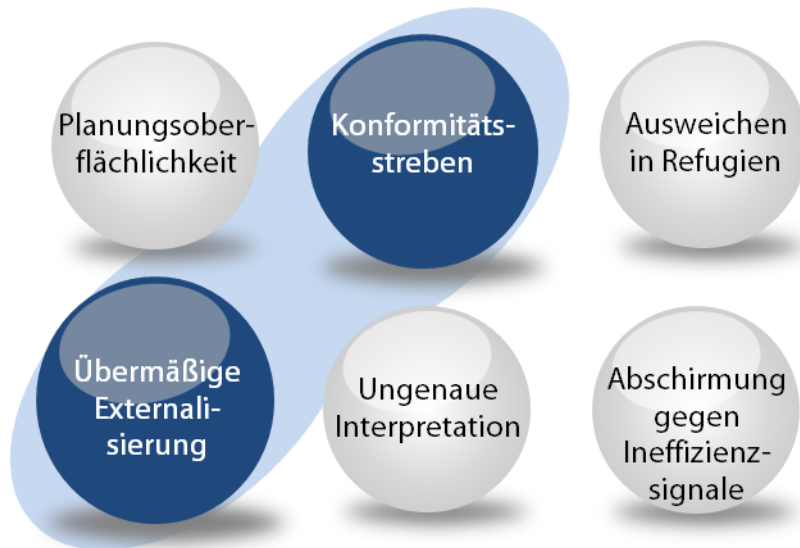 Planungsober-
flächlichkeit
Konformitäts-
streben
Ausweichen
in Refugien
Übermäßige
Externali-
sierung
Ungenaue
Interpretation
Abschirmung
gegen
Ineffizienz-
signale